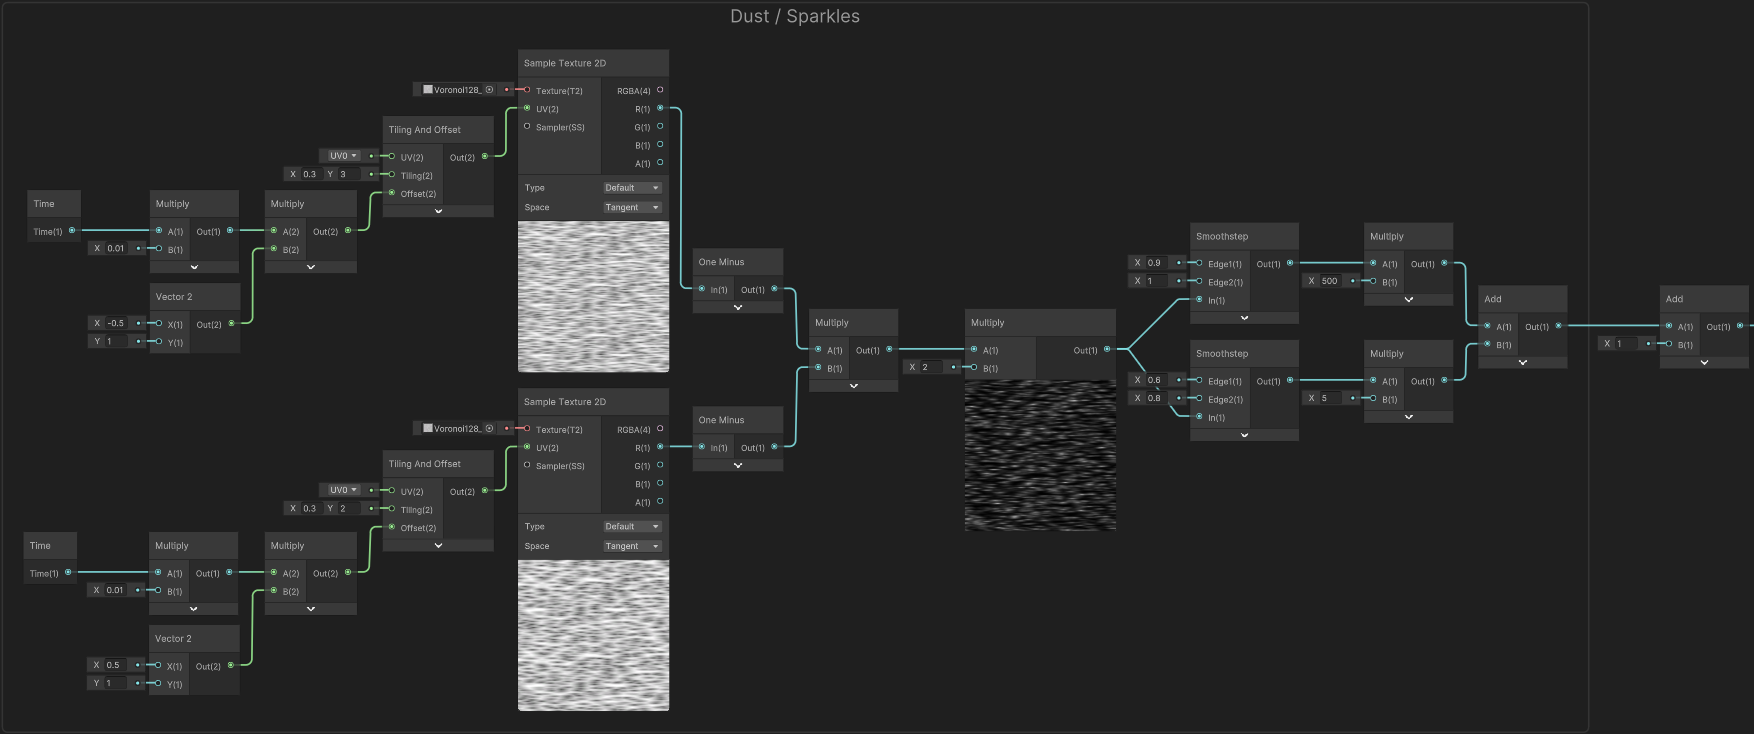 Dust / Sparkles
Sample Texture 2D
Voronoi128_
Texture(T2)
RGBA(4)
UV(2)
R(1)
Sampler(SS)
G(1)
B(1)
A(1)
Type
Default
Space
Tangent
Tiling And Offset
UV0
UV(2)
Out(2)
X 0.3 Y 3
Tiling(2)
Offset(2)
Time
Time(1)
Multiply
A(1)
Out(1)
X 0.01
B(1)
Multiply
A(2)
Out(2)
B(2)
Vector 2
X -0.5
X(1)
Out(2)
Y 1
Y(1)
One Minus
In(1)
Out(1)
Sample Texture 2D
Voronoi128_
Texture(T2)
RGBA(4)
UV(2)
R(1)
Sampler(SS)
G(1)
B(1)
A(1)
Type
Default
Space
Tangent
Tiling And Offset
UV0
UV(2)
Out(2)
X 0.3 Y 2
Tiling(2)
Offset(2)
Time
Time(1)
Multiply
A(1)
Out(1)
X 0.01
B(1)
Multiply
A(2)
Out(2)
B(2)
Vector 2
X 0.5
X(1)
Out(2)
Y 1
Y(1)
One Minus
In(1)
Out(1)
Multiply
A(1)
Out(1)
B(1)
Multiply
A(1)
Out(1)
X 2
B(1)
Smoothstep
X 0.9
Edge1(1)
Out(1)
X 1
Edge2(1)
In(1)
Multiply
A(1)
Out(1)
X 500
B(1)
Smoothstep
X 0.6
Edge1(1)
Out(1)
X 0.8
Edge2(1)
In(1)
Multiply
A(1)
Out(1)
X 5
B(1)
Add
A(1)
Out(1)
B(1)
Add
A(1)
Out(1)
X 1
B(1)